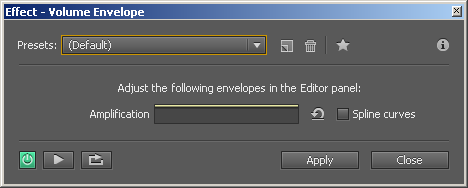 Effect - Volume Envelope
Presets: (Default)
Adjust the following envelopes in the Editor panel:
Amplification Spline curves
Apply Close